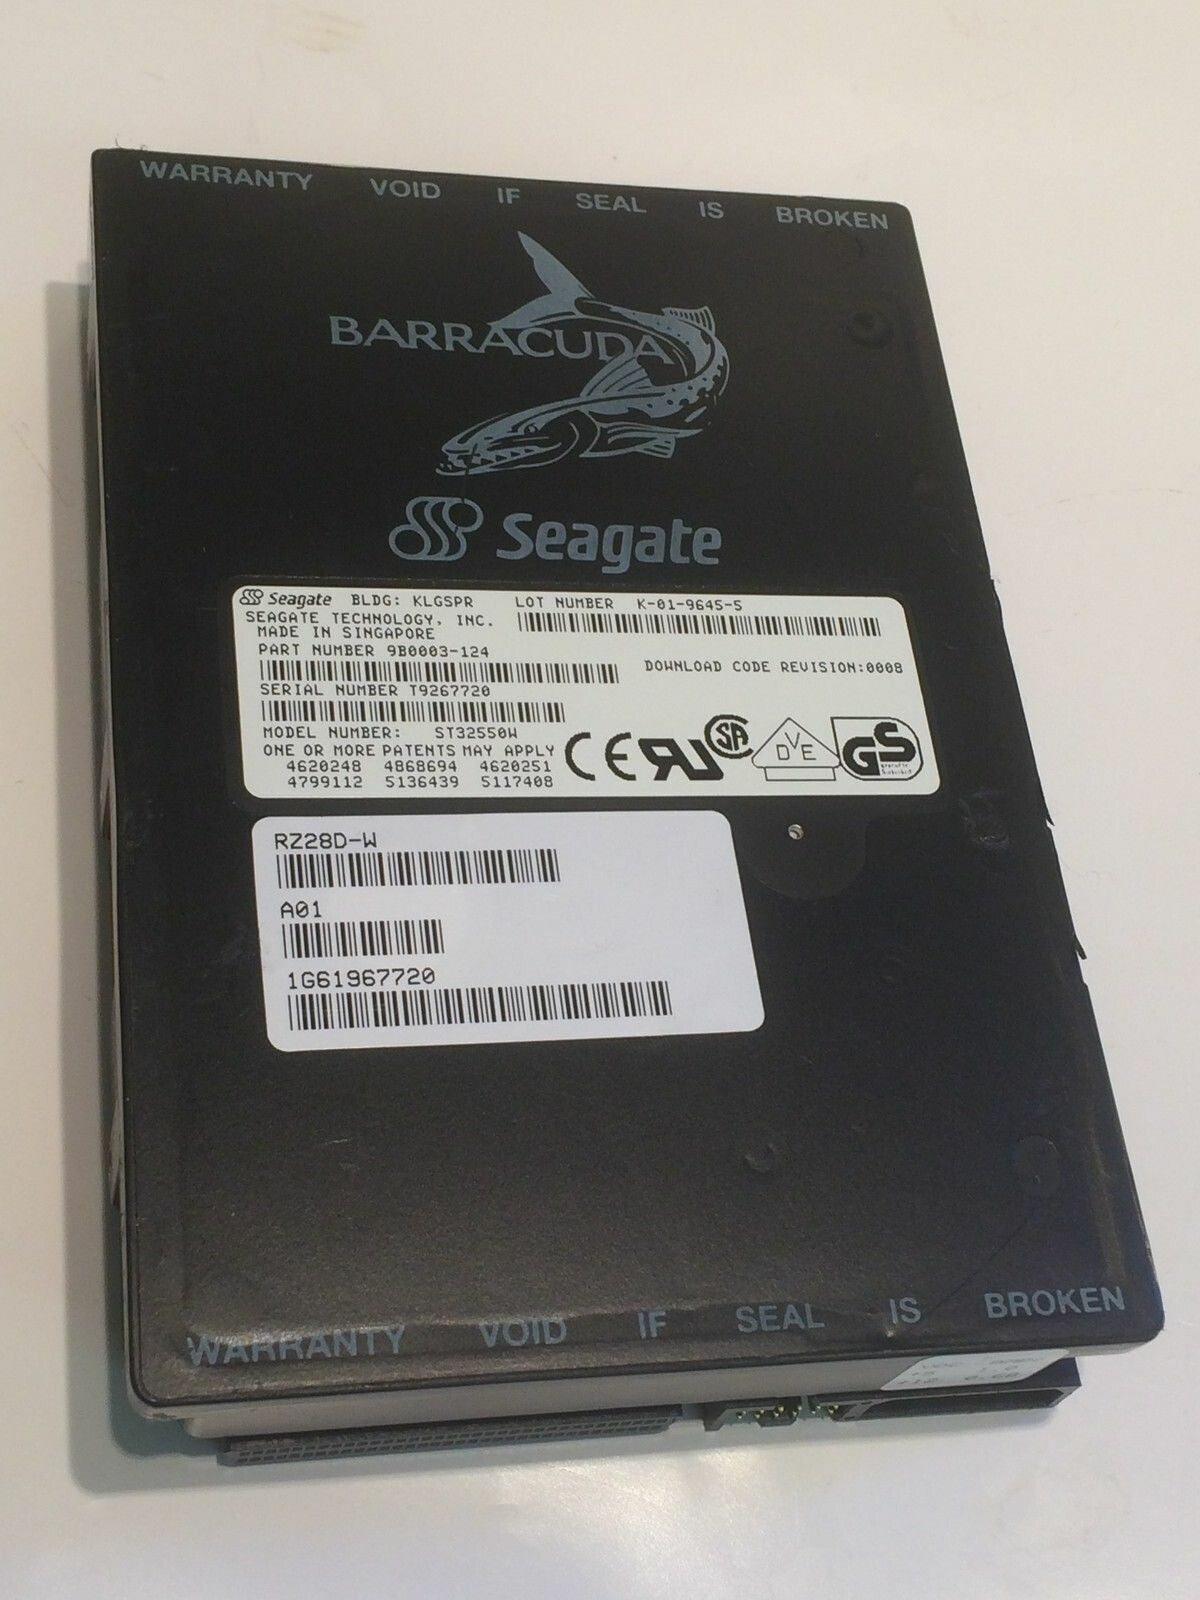 WARRANTY VOID IF SEAL IS BROKEN
BARRACUDA
Seagate
Seagate BLDG: KLGSPR LOT NUMBER K-01-9645-5
SEAGATE TECHNOLOGY, INC.
MADE IN SINGAPORE
PART NUMBER 9B0003-124
DOWNLOAD CODE REVISION:0008
SERIAL NUMBER T9267720
MODEL NUMBER: ST32550W
ONE OR MORE PATENTS MAY APPLY
4620248 4868694 4620251
4799112 5136439 5117408
CE
SA
DVE
GS
RZ28D-W
A01
1G61967720
WARRANTY VOID IF SEAL IS BROKEN